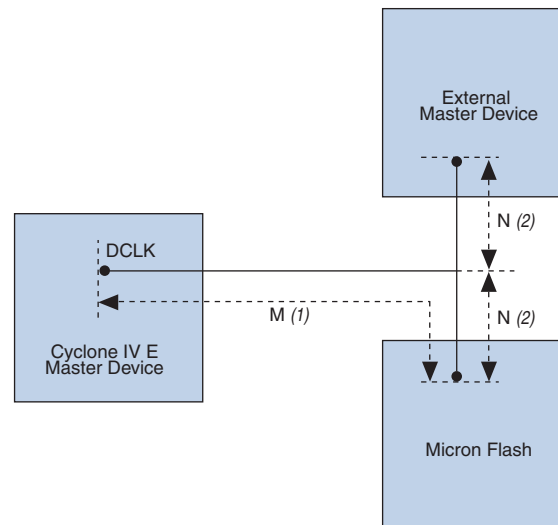 External
Master Device
N (2)
DCLK
M (1)
N (2)
Cyclone IV E
Master Device
Micron Flash